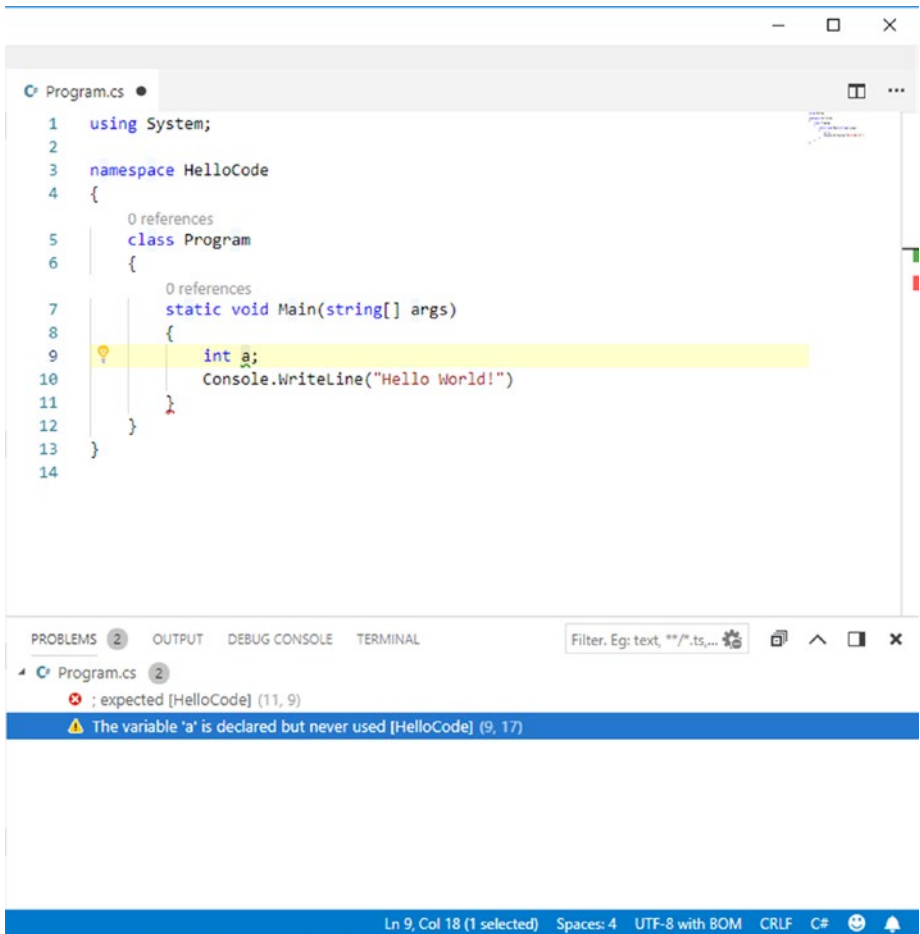 C# Program.cs
1 using System;
2
3 namespace HelloCode
4 {
0 references
5 class Program
6 {
0 references
7 static void Main(string[] args)
8 {
9 int a;
10 Console.WriteLine("Hello World!")
11 }
12 }
13 }
14
PROBLEMS 2 OUTPUT DEBUG CONSOLE TERMINAL Filter. Eg: text, **/*.ts,...
C# Program.cs 2
; expected [HelloCode] (11, 9)
The variable 'a' is declared but never used [HelloCode] (9, 17)
Ln 9, Col 18 (1 selected) Spaces: 4 UTF-8 with BOM CRLF C#